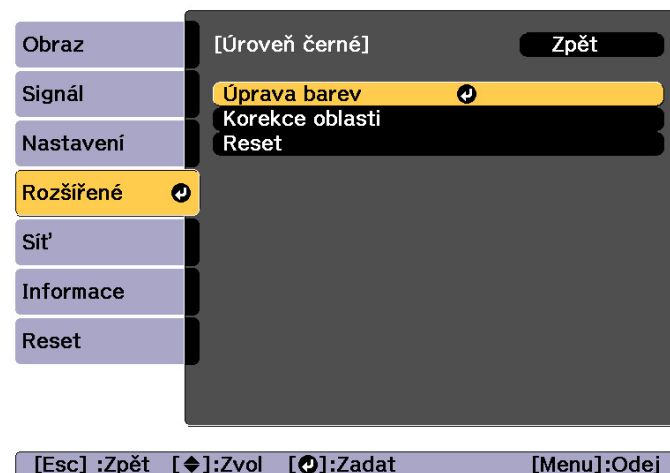 Obraz
Signál
Nastavení
Rozšířené
Síť
Informace
Reset
[Úroveň černé]
Zpět
Úprava barev
Korekce oblasti
Reset
[Esc] :Zpět [◆]:Zvol [↵]:Zadat [Menu]:Odej